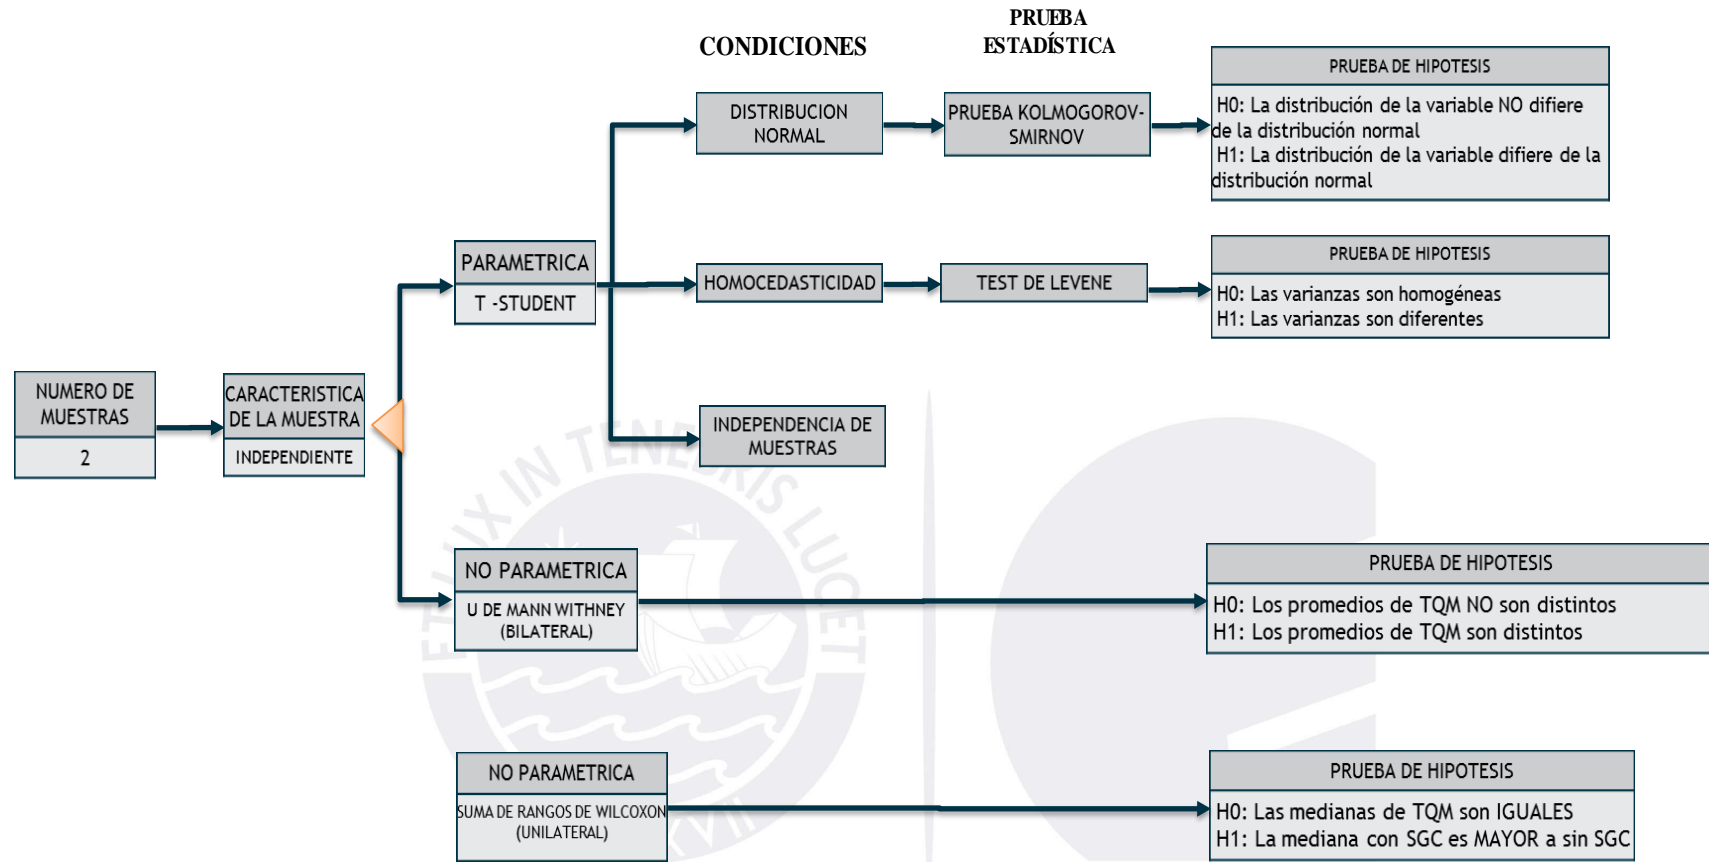 CONDICIONES
PRUEBA
ESTADÍSTICA
NUMERO DE
MUESTRAS
2
CARACTERISTICA
DE LA MUESTRA
INDEPENDIENTE
PARAMETRICA
T -STUDENT
DISTRIBUCION
NORMAL
PRUEBA KOLMOGOROV-
SMIRNOV
PRUEBA DE HIPOTESIS
H0: La distribución de la variable NO difiere
de la distribución normal
H1: La distribución de la variable difiere de la
distribución normal
HOMOCEDASTICIDAD
TEST DE LEVENE
PRUEBA DE HIPOTESIS
H0: Las varianzas son homogéneas
H1: Las varianzas son diferentes
INDEPENDENCIA DE
MUESTRAS
NO PARAMETRICA
U DE MANN WITHNEY
(BILATERAL)
PRUEBA DE HIPOTESIS
H0: Los promedios de TQM NO son distintos
H1: Los promedios de TQM son distintos
NO PARAMETRICA
SUMA DE RANGOS DE WILCOXON
(UNILATERAL)
PRUEBA DE HIPOTESIS
H0: Las medianas de TQM son IGUALES
H1: La mediana con SGC es MAYOR a sin SGC
ET LUX IN TENEBRIS LUCET